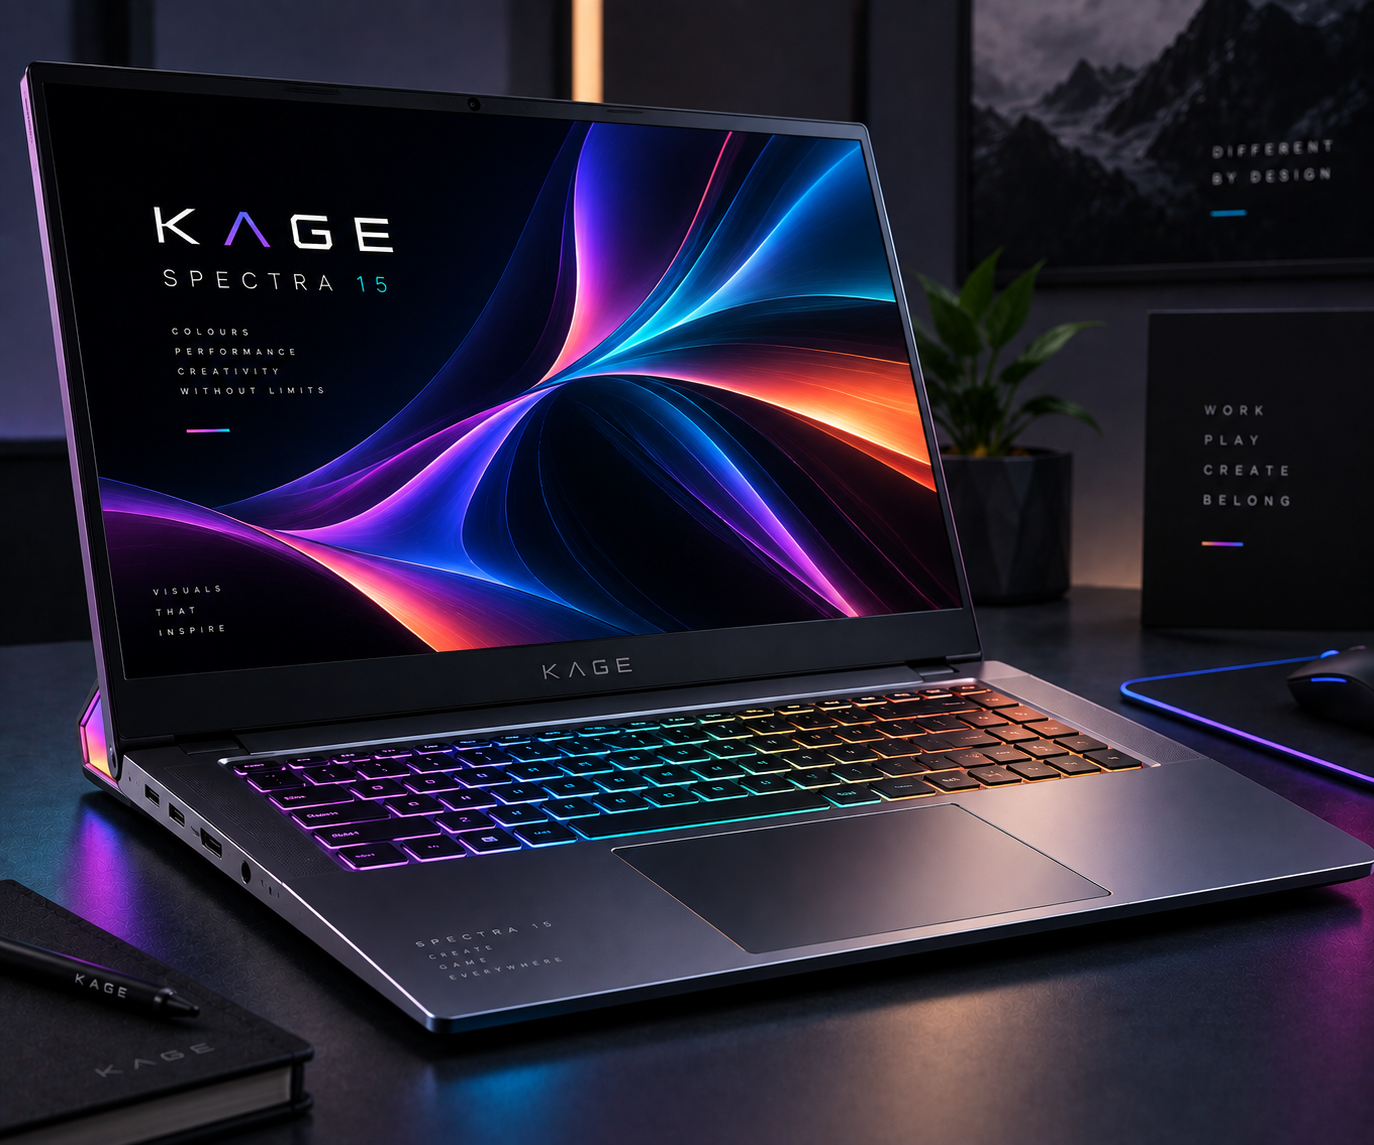 KAGE
SPECTRA 15
COLOURS
PERFORMANCE
CREATIVITY
WITHOUT LIMITS
VISUALS
THAT
INSPIRE
KAGE
DIFFERENT
BY DESIGN
WORK
PLAY
CREATE
BELONG
SPECTRA 15
CREATE
GAME
EVERYWHERE
KAGE
KAGE